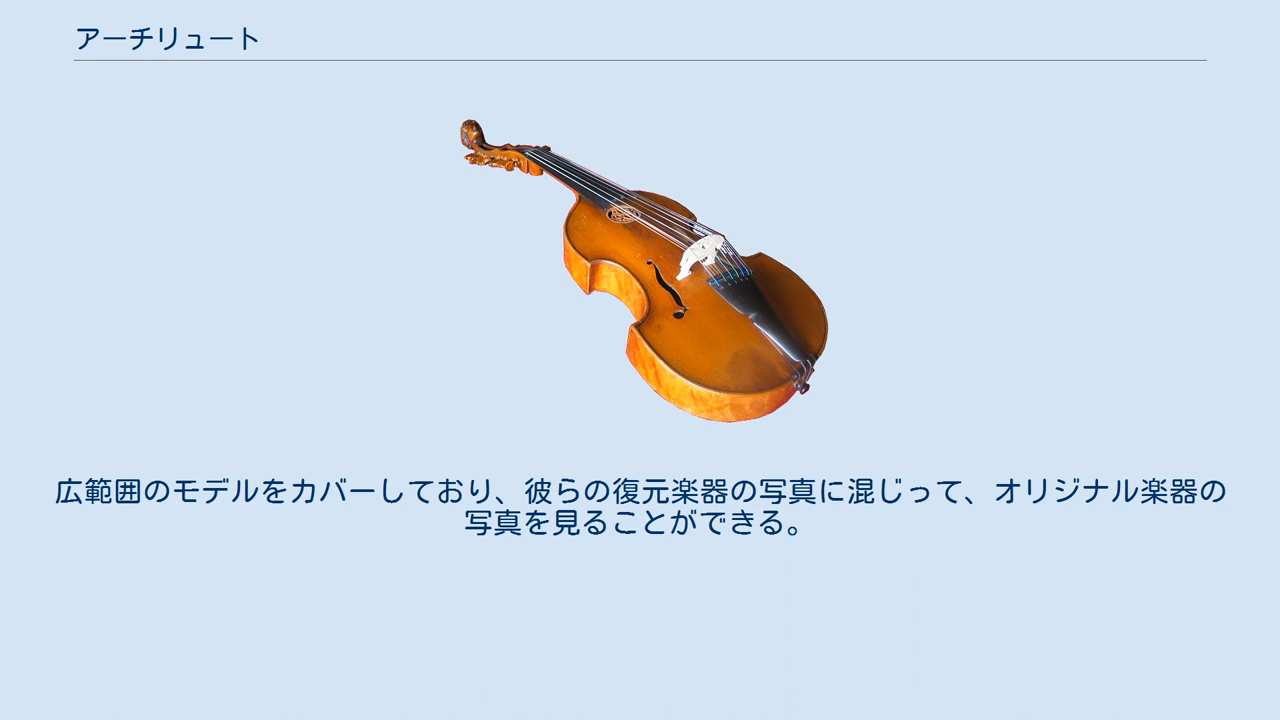 アーチリュート
広範囲のモデルをカバーしており、彼らの復元楽器の写真に混じって、オリジナル楽器の
写真を見ることができる。